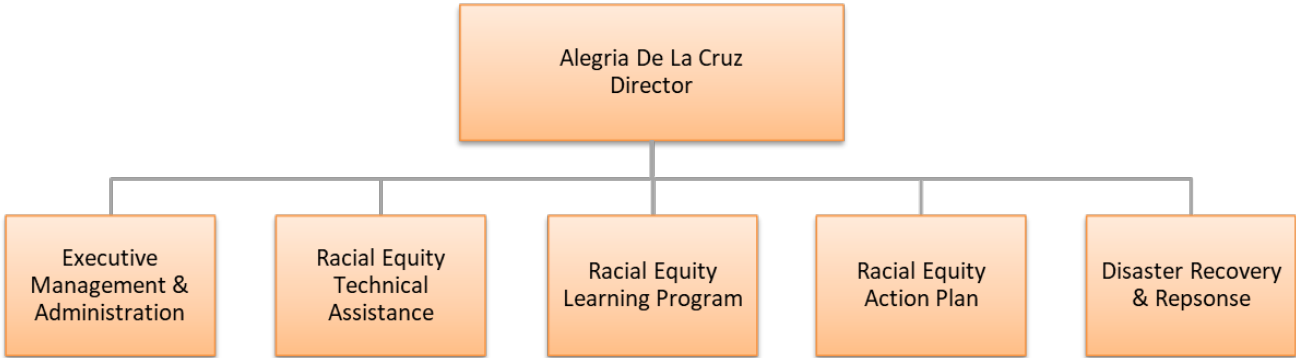 Alegria De La Cruz
Director
Executive
Management &
Administration
Racial Equity
Technical
Assistance
Racial Equity
Learning Program
Racial Equity
Action Plan
Disaster Recovery
& Repsonse